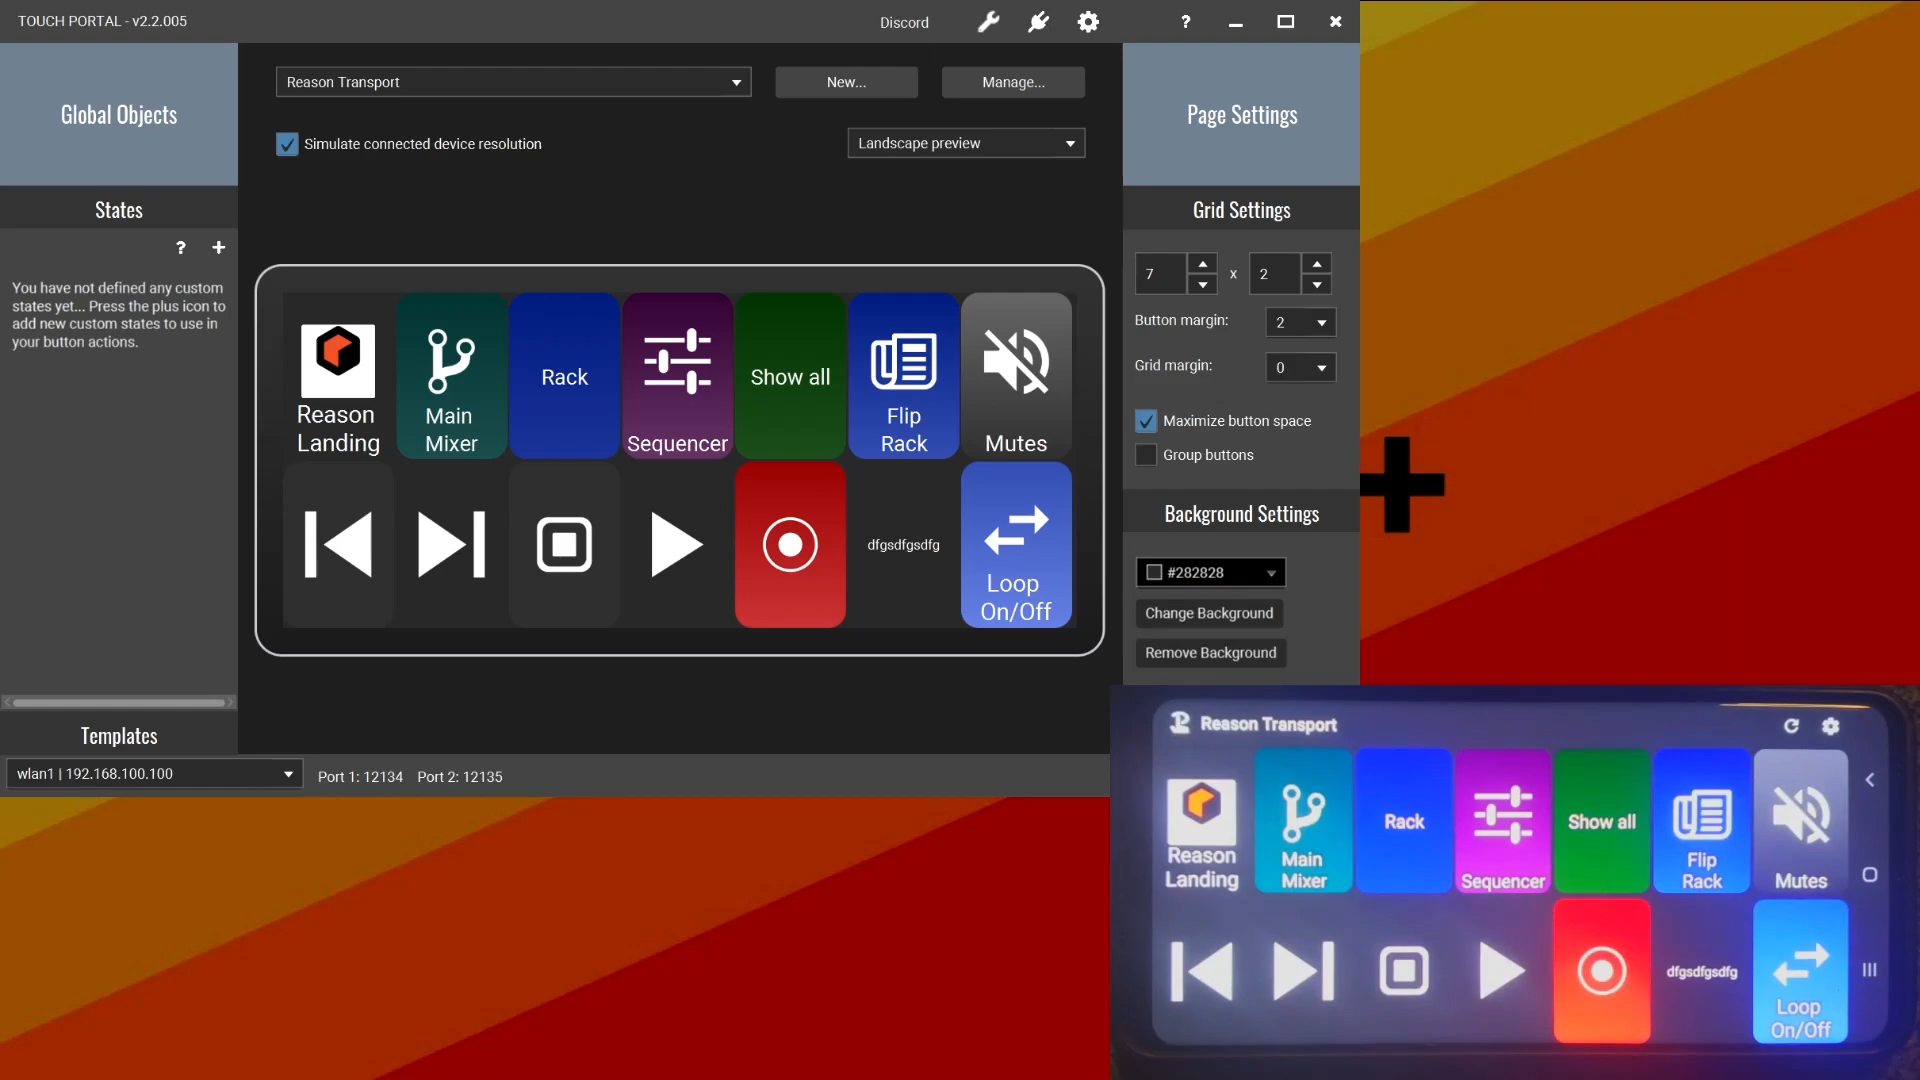 TOUCH PORTAL - v2.2.005
Discord
?
Global Objects
Reason Transport
New...
Manage...
Page Settings
Simulate connected device resolution
Landscape preview
States
Grid Settings
? +
You have not defined any custom
states yet... Press the plus icon to
add new custom states to use in
your button actions.
7 x 2
Button margin: 2
Grid margin: 0
Maximize button space
Group buttons
Background Settings
#282828
Change Background
Remove Background
Reason
Landing
Main
Mixer
Rack
Sequencer
Show all
Flip
Rack
Mutes
dfgsdfgsdfg
Loop
On/Off
Templates
wlan1 | 192.168.100.100
Port 1: 12134 Port 2: 12135
Reason Transport
Reason
Landing
Main
Mixer
Rack
Sequencer
Show all
Flip
Rack
Mutes
dfgsdfgsdfg
Loop
On/Off